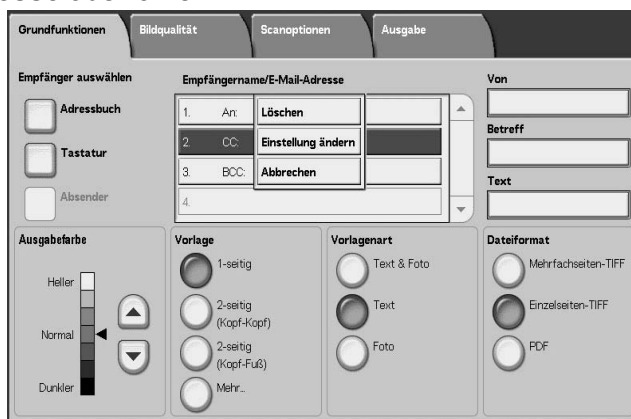 Grundfunktionen
Bildqualität
Scanoptionen
Ausgabe
Empfänger auswählen
Adressbuch
Tastatur
Absender
Empfängername/E-Mail-Adresse
1. An:
2. CC:
3. BCC:
4.
Löschen
Einstellung ändern
Abbrechen
Von
Betreff
Text
Ausgabefarbe
Heller
Normal
Dunkler
Vorlage
1-seitig
2-seitig
(Kopf-Kopf)
2-seitig
(Kopf-Fuß)
Mehr...
Vorlagenart
Text & Foto
Text
Foto
Dateiformat
Mehrfachseiten-TIFF
Einzelseiten-TIFF
PDF